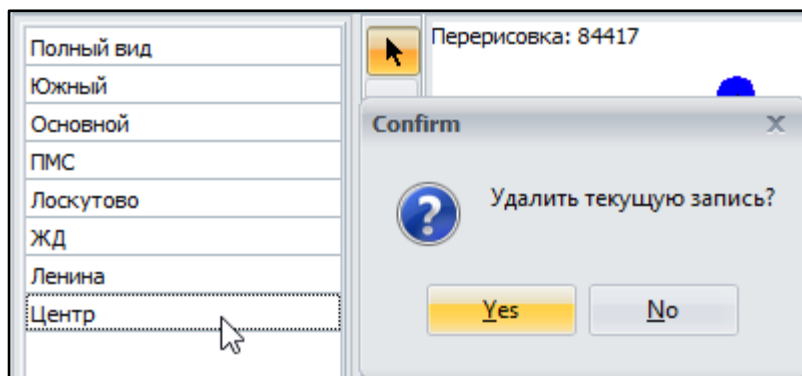 Полный вид
Южный
Основной
ПМС
Лоскутово
ЖД
Ленина
Центр
Перерисовка: 84417
Confirm
Удалить текущую запись?
Yes
No